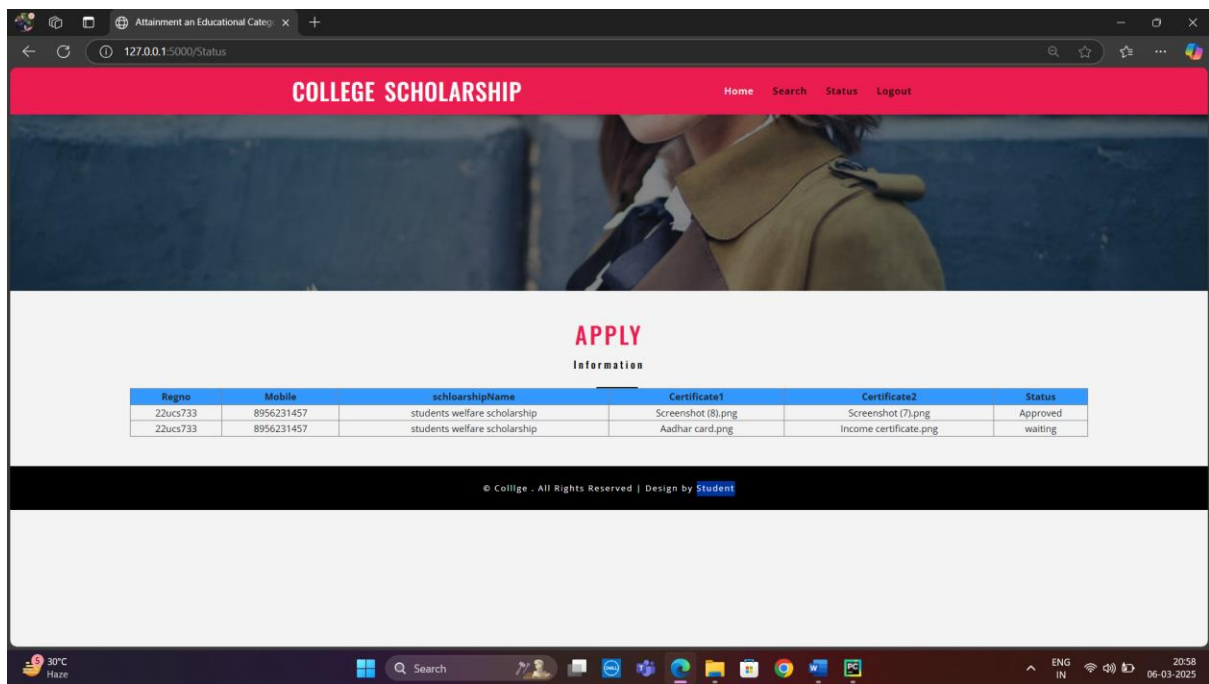 Attainment an Educational Categ
127.0.0.1:5000/Status
COLLEGE SCHOLARSHIP
Home Search Status Logout
APPLY
Information
Regno Mobile schloarshipName Certificate1 Certificate2 Status
22ucs733 8956231457 students welfare scholarship Screenshot (8).png Screenshot (7).png Approved
22ucs733 8956231457 students welfare scholarship Aadhar card.png Income certificate.png waiting
© Colllge . All Rights Reserved | Design by Student
5 30°C
Haze
Search
DELL
W
PC
ENG
IN
20:58
06-03-2025